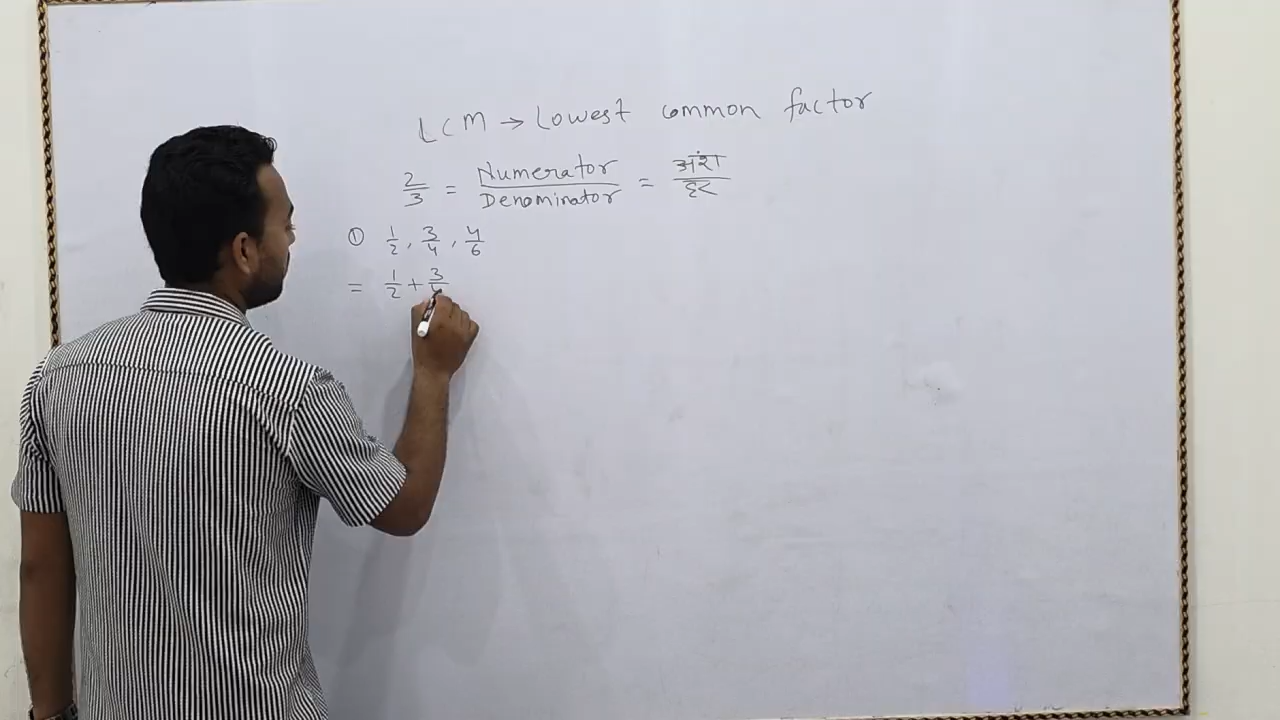 LCM → Lowest common factor
2/3 = Numerator/Denominator = अंश/हर
① 1/2, 3/4, 4/6
= 1/2 + 3/